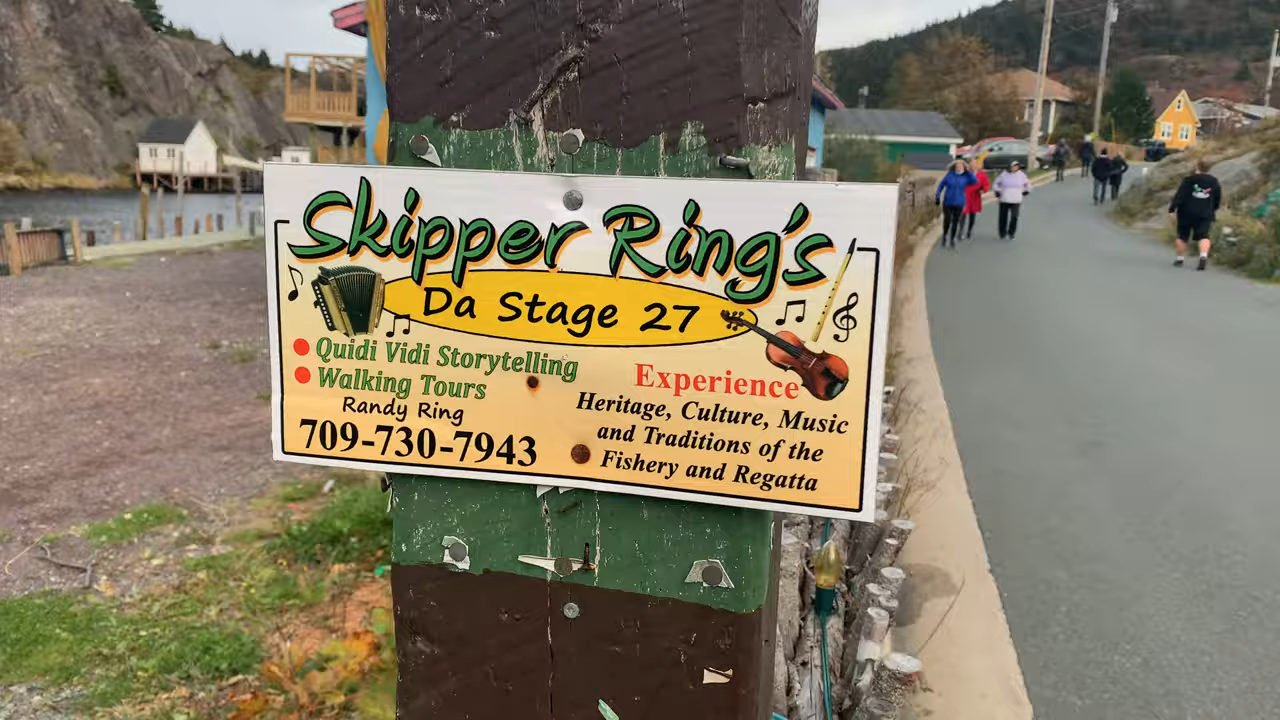 Skipper Ring's
Da Stage 27
Quidi Vidi Storytelling
Walking Tours
Randy Ring
709-730-7943
Experience
Heritage, Culture, Music
and Traditions of the
Fishery and Regatta